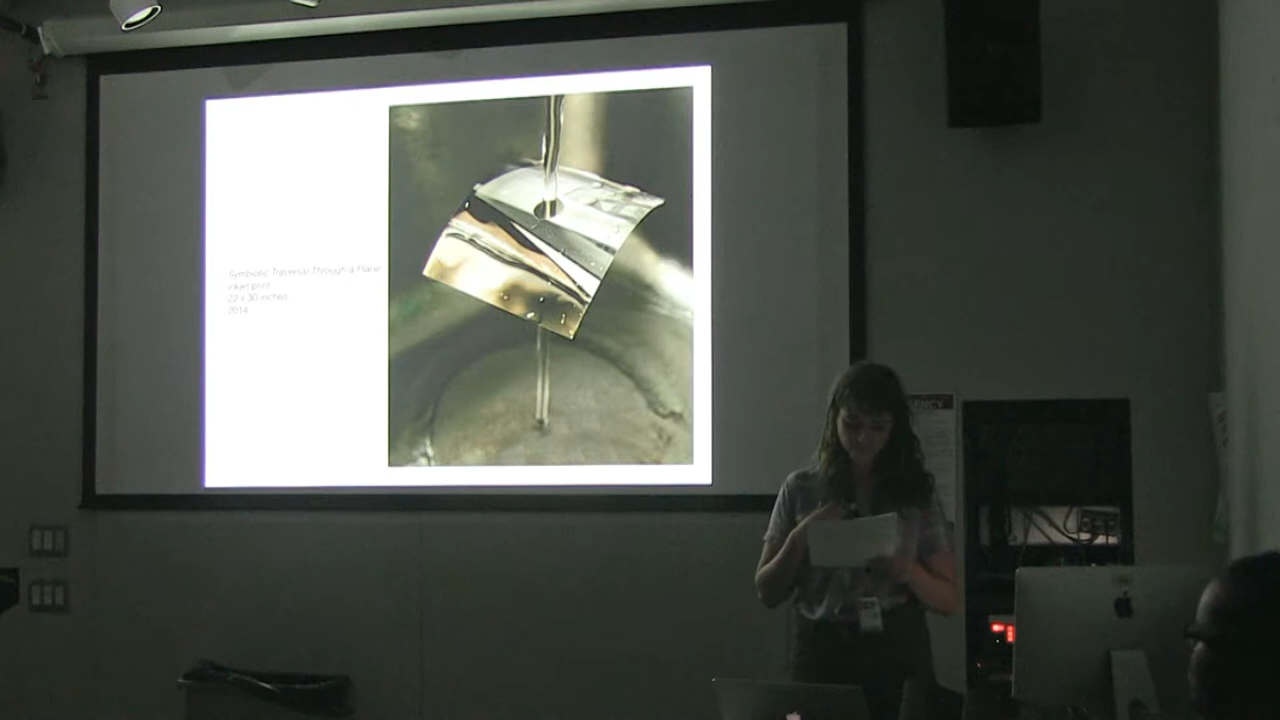 Symbiotic Traversal Through a Plane
inkjet print
22 x 30 inches
2014